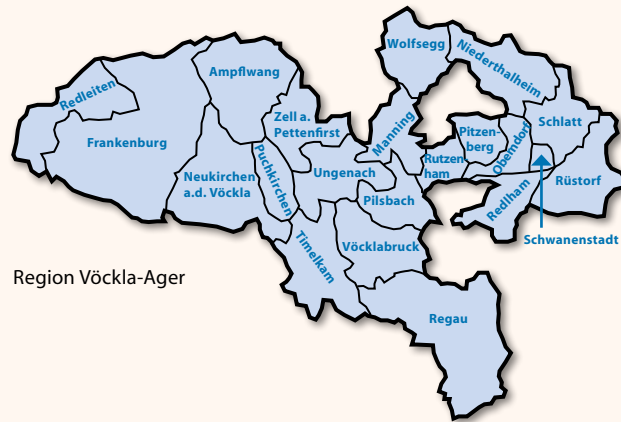 Wolfsegg
Niederthalheim
Ampflwang
Redleiten
Zell a.
Pettenfirst
Manning
Pitzen-
berg
Oberndorf
Schlatt
Frankenburg
Rutzen
ham
Neukirchen
a.d. Vöckla
Puchkirchen
Ungenach
Pilsbach
Redlham
Rüstorf
Schwanenstadt
Timelkam
Vöcklabruck
Region Vöckla-Ager
Regau